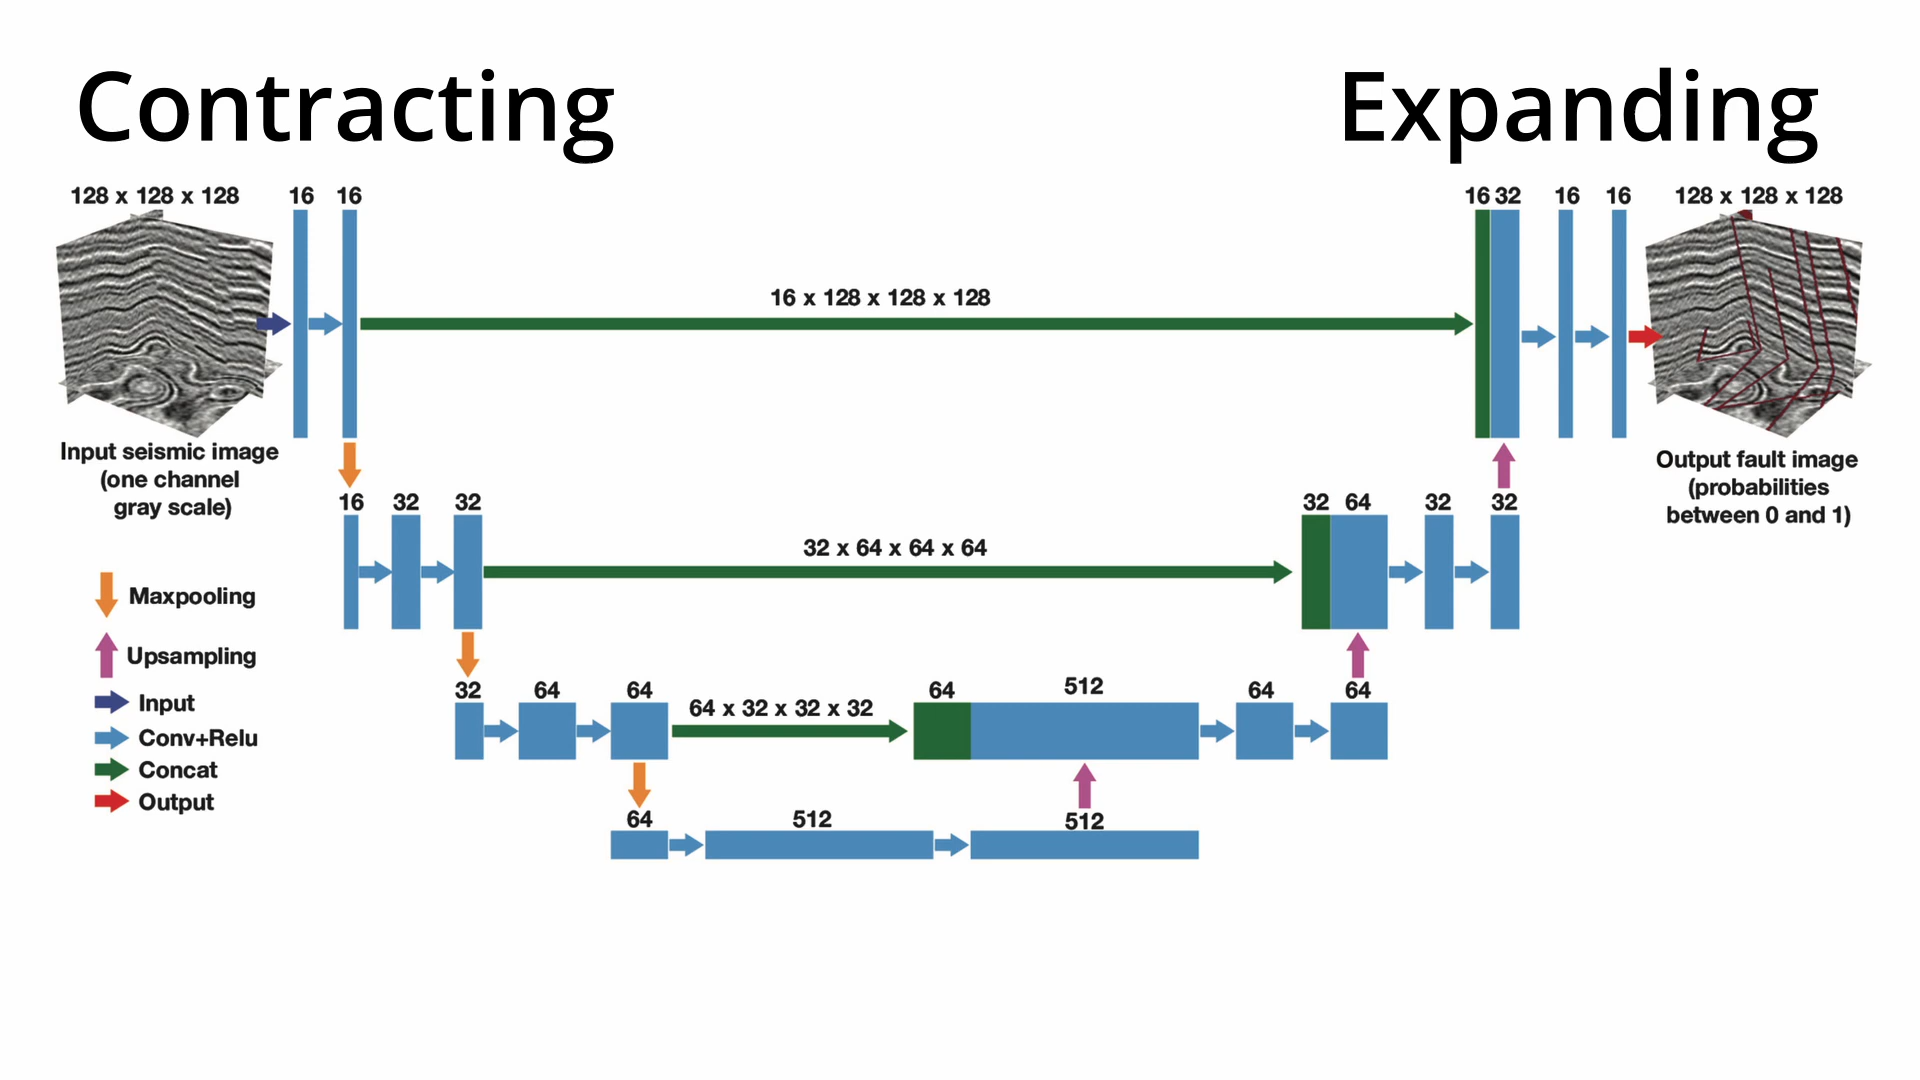 Contracting
Expanding
128 x 128 x 128
16
16
16 32
16
16
128 x 128 x 128
16 x 128 x 128 x 128
Input seismic image
(one channel
gray scale)
Output fault image
(probabilities
between 0 and 1)
16
32
32
32 x 64 x 64 x 64
32
64
32
32
Maxpooling
Upsampling
Input
Conv+Relu
Concat
Output
32
64
64
64 x 32 x 32 x 32
64
512
64
64
64
512
512